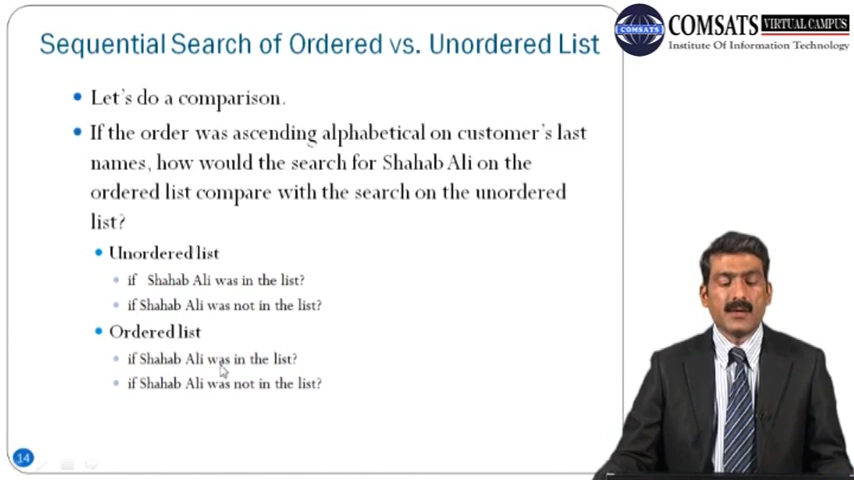 Sequential Search of Ordered vs. Unordered List
COMSATS VIRTUAL CAMPUS
COMSATS
Institute Of Information Technology
Let's do a comparison.
If the order was ascending alphabetical on customer's last
names, how would the search for Shahab Ali on the
ordered list compare with the search on the unordered
list?
Unordered list
if Shahab Ali was in the list?
if Shahab Ali was not in the list?
Ordered list
if Shahab Ali was in the list?
if Shahab Ali was not in the list?
14